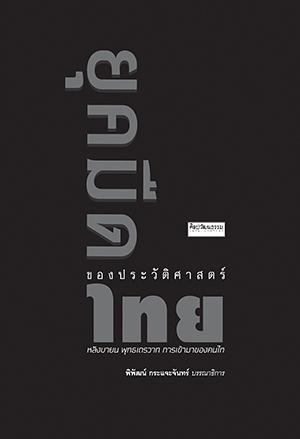 ยุคมืด
ศิลปวัฒนธรรม
ของประวัติศาสตร์
ไทย
หลังบายน พุทธเถรวาท การเข้ามาของคนไท
พิพัฒน์ กระแจะจันทร์ บรรณาธิการ